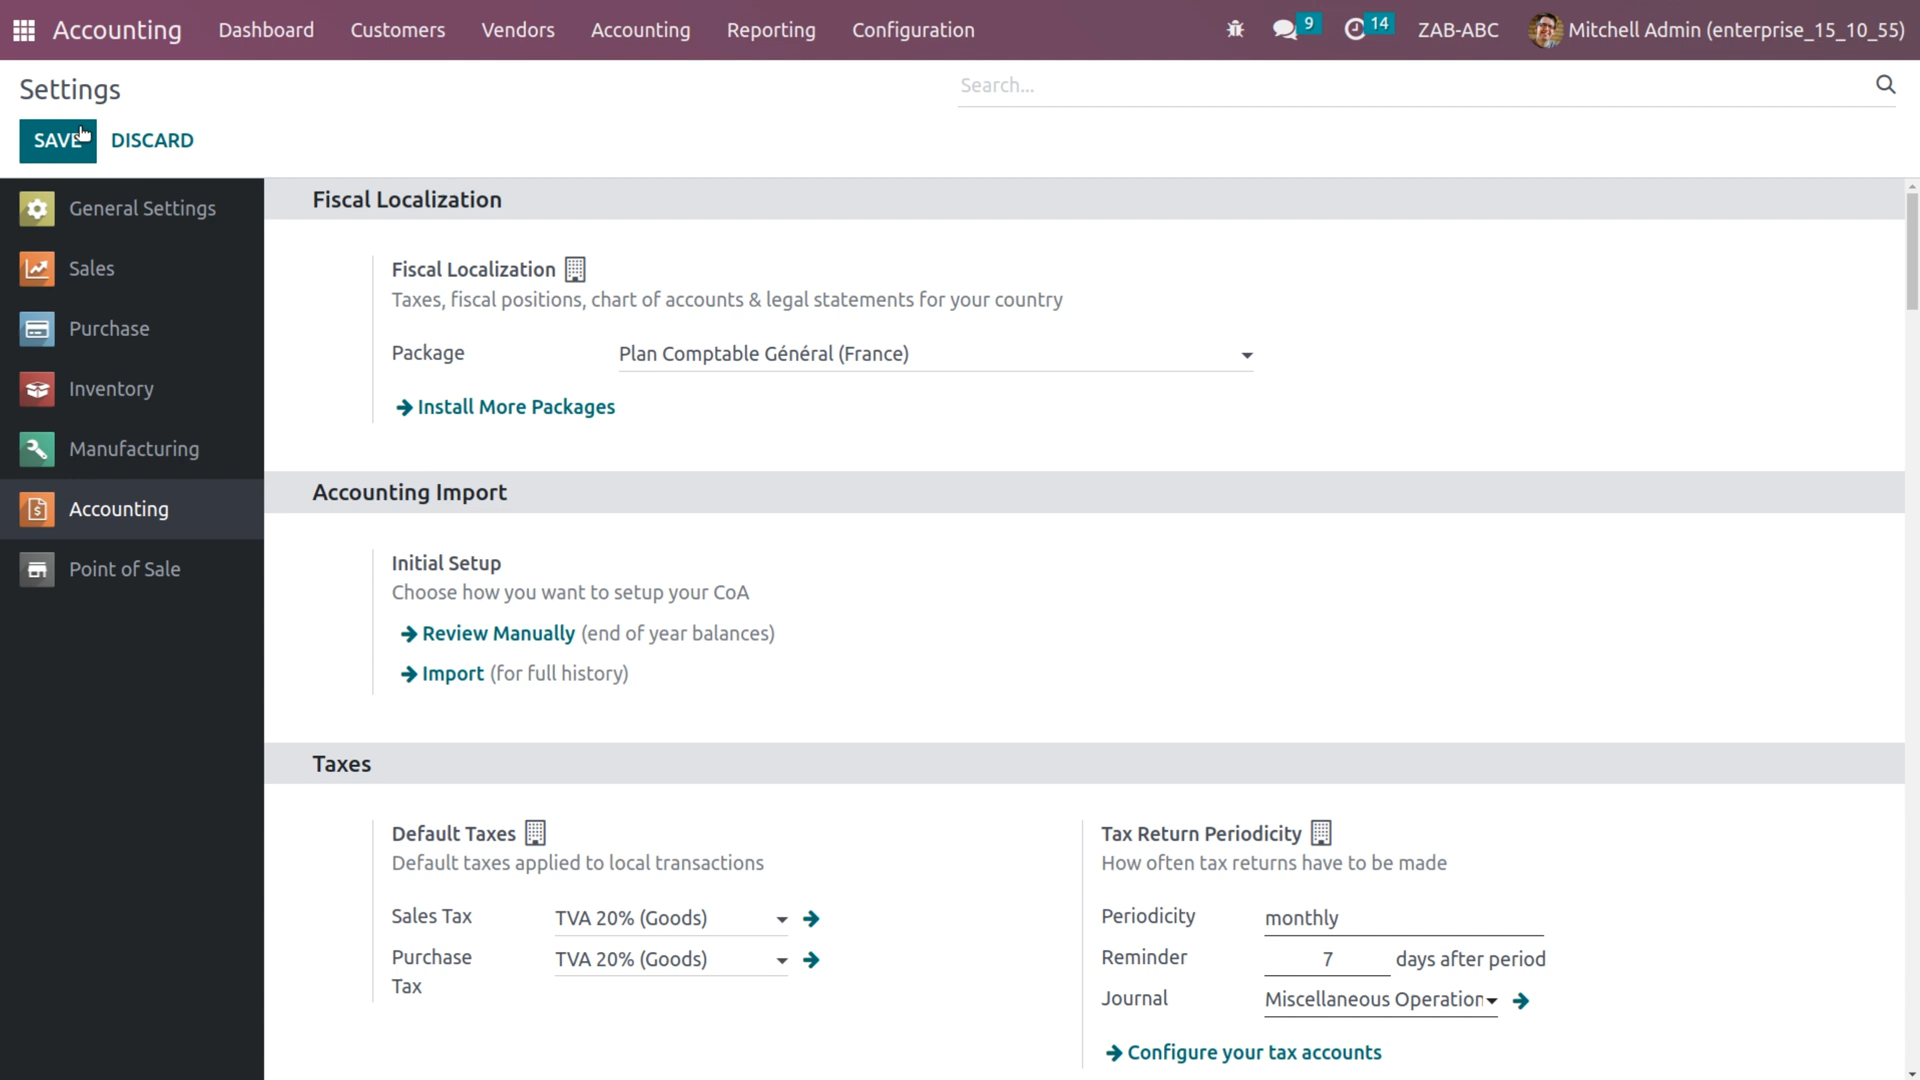 Accounting Dashboard Customers Vendors Accounting Reporting Configuration 9 14 ZAB-ABC Mitchell Admin (enterprise_15_10_55)
Settings
Search...
SAVE DISCARD
General Settings
Sales
Purchase
Inventory
Manufacturing
Accounting
Point of Sale
Fiscal Localization
Fiscal Localization
Taxes, fiscal positions, chart of accounts & legal statements for your country
Package Plan Comptable Général (France)
Install More Packages
Accounting Import
Initial Setup
Choose how you want to setup your CoA
Review Manually (end of year balances)
Import (for full history)
Taxes
Default Taxes
Default taxes applied to local transactions
Sales Tax TVA 20% (Goods)
Purchase TVA 20% (Goods)
Tax
Tax Return Periodicity
How often tax returns have to be made
Periodicity monthly
Reminder 7 days after period
Journal Miscellaneous Operation
Configure your tax accounts